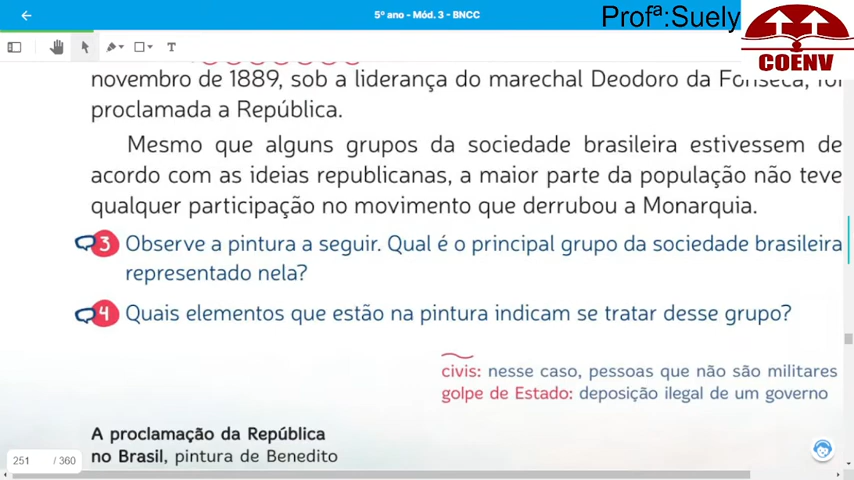 5º ano - Mód. 3 - BNCC
Profª:Suely
COENV
T
novembro de 1889, sob a liderança do marechal Deodoro da Fonseca, foi
proclamada a República.
Mesmo que alguns grupos da sociedade brasileira estivessem de
acordo com as ideias republicanas, a maior parte da população não teve
qualquer participação no movimento que derrubou a Monarquia.
3 Observe a pintura a seguir. Qual é o principal grupo da sociedade brasileira
representado nela?
4 Quais elementos que estão na pintura indicam se tratar desse grupo?
civis: nesse caso, pessoas que não são militares
golpe de Estado: deposição ilegal de um governo
A proclamação da República
no Brasil, pintura de Benedito
251 / 360